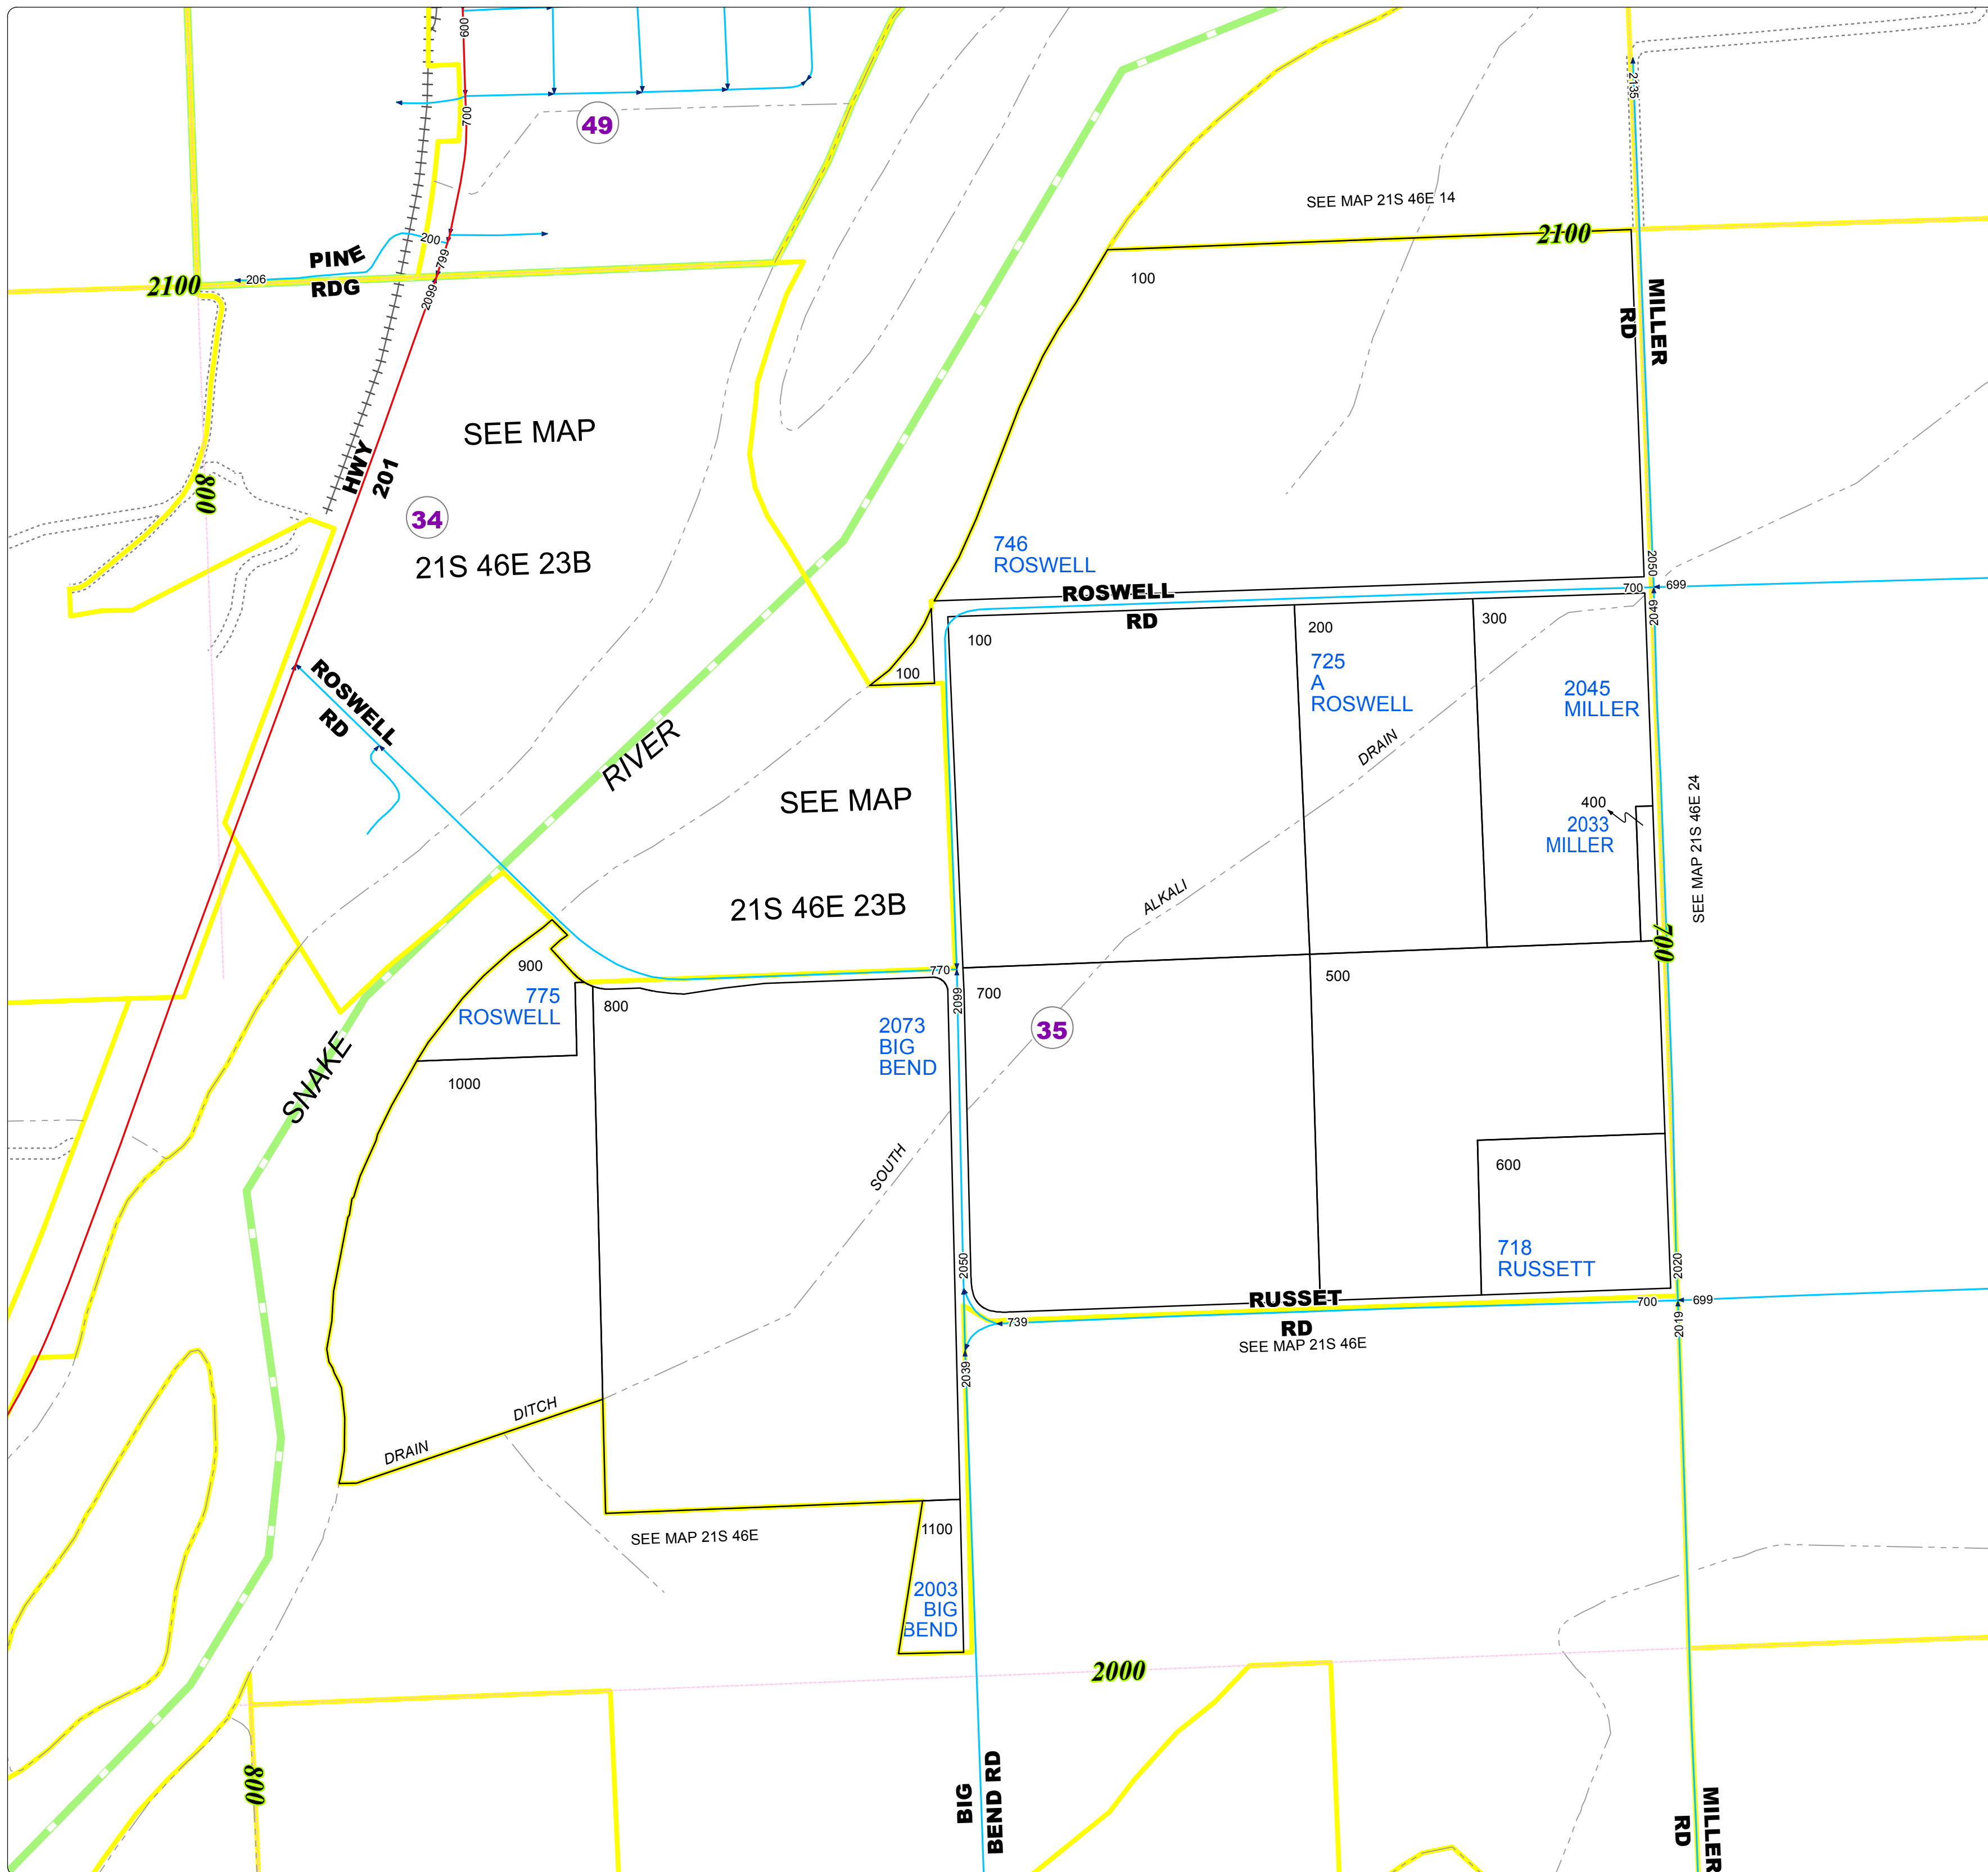 600
700
49
2135
SEE MAP 21S 46E 14
2100
200
799
PINE
RDG
206
2100
2099
100
MILLER
RD
SEE MAP
HWY
201
800
34
21S 46E 23B
746
ROSWELL
ROSWELL
RD
2050
700
699
2049
100
200
300
725
A
ROSWELL
2045
MILLER
100
ROSWELL
RD
RIVER
DRAIN
SEE MAP
400
2033
MILLER
SEE MAP 21S 46E 24
21S 46E 23B
ALKALI
700
900
770
775
ROSWELL
800
2099
700
500
35
2073
BIG
BEND
SNAKE
1000
SOUTH
600
718
RUSSETT
2050
2020
RUSSET
RD
739
700
699
2019
SEE MAP 21S 46E
2039
DITCH
DRAIN
SEE MAP 21S 46E
1100
2003
BIG
BEND
2000
800
BIG
BEND RD
MILLER
RD